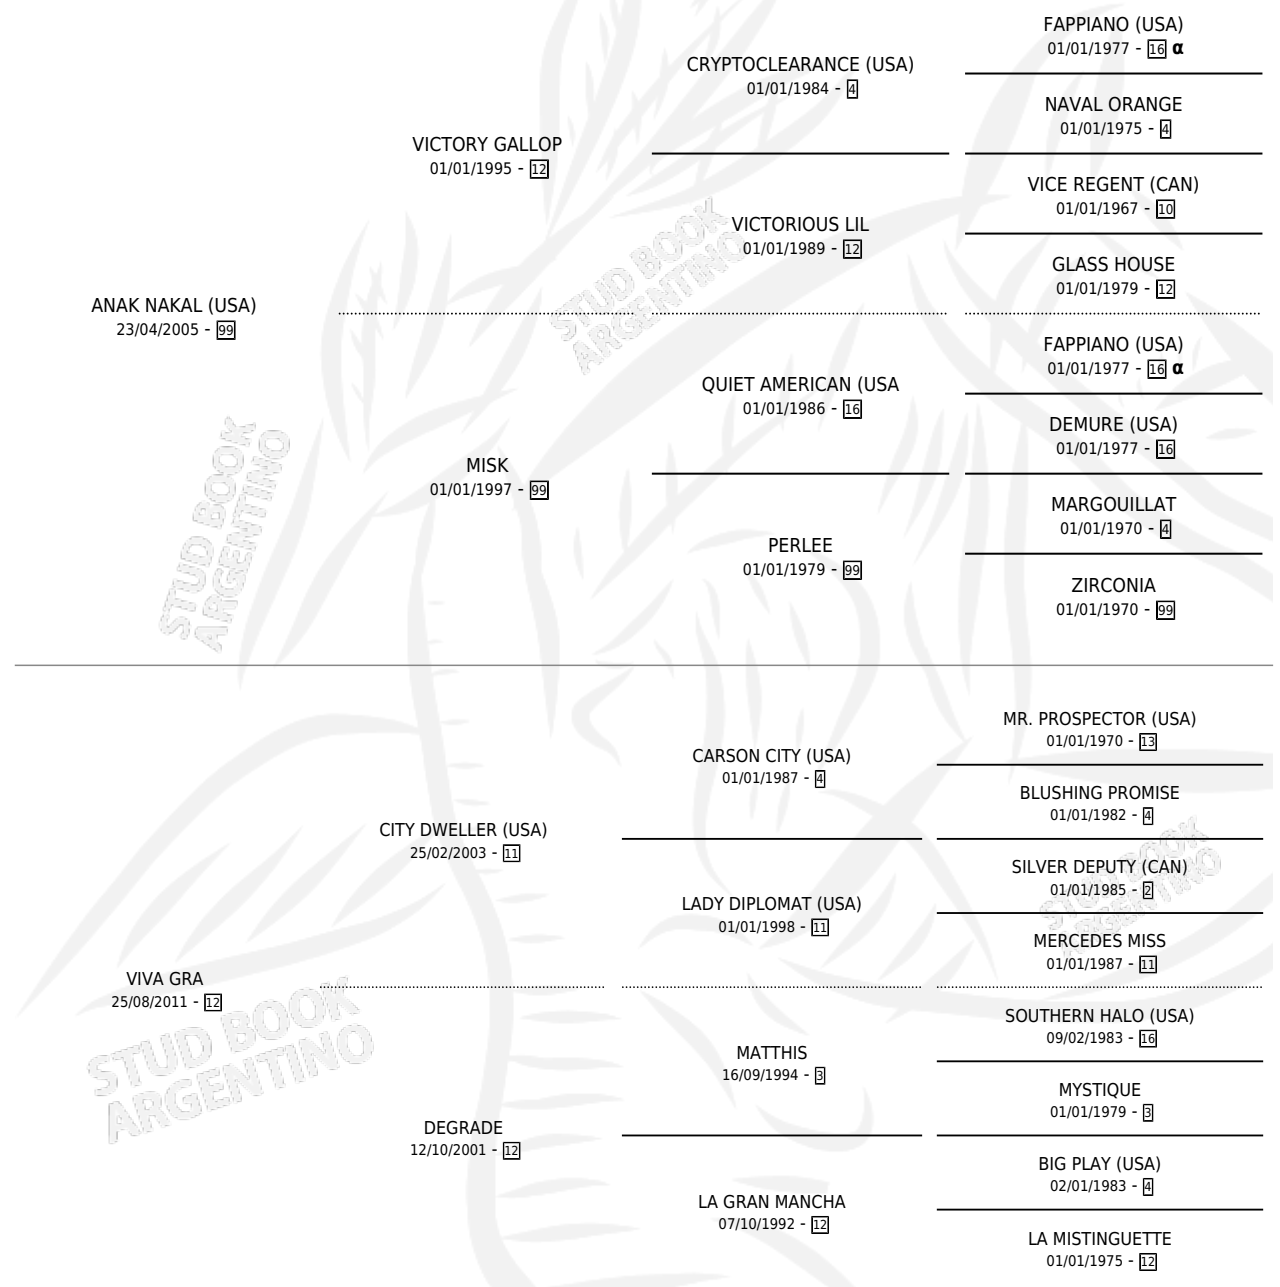 FAPPIANO (USA)
01/01/1977 - 16 α
CRYPTOCLEARANCE (USA)
01/01/1984 - 4
NAVAL ORANGE
01/01/1975 - 4
VICTORY GALLOP
01/01/1995 - 12
VICE REGENT (CAN)
01/01/1967 - 10
VICTORIOUS LIL
01/01/1989 - 12
GLASS HOUSE
01/01/1979 - 12
ANAK NAKAL (USA)
23/04/2005 - 99
FAPPIANO (USA)
01/01/1977 - 16 α
QUIET AMERICAN (USA
01/01/1986 - 16
DEMURE (USA)
01/01/1977 - 16
MISK
01/01/1997 - 99
MARGOUILLAT
01/01/1970 - 4
PERLEE
01/01/1979 - 99
ZIRCONIA
01/01/1970 - 99
MR. PROSPECTOR (USA)
01/01/1970 - 13
CARSON CITY (USA)
01/01/1987 - 4
BLUSHING PROMISE
01/01/1982 - 4
CITY DWELLER (USA)
25/02/2003 - 11
SILVER DEPUTY (CAN)
01/01/1985 - 2
LADY DIPLOMAT (USA)
01/01/1998 - 11
MERCEDES MISS
01/01/1987 - 11
VIVA GRA
25/08/2011 - 12
SOUTHERN HALO (USA)
09/02/1983 - 16
MATTHIS
16/09/1994 - 3
MYSTIQUE
01/01/1979 - 3
DEGRADE
12/10/2001 - 12
BIG PLAY (USA)
02/01/1983 - 4
LA GRAN MANCHA
07/10/1992 - 12
LA MISTINGUETTE
01/01/1975 - 12
STUD BOOK
ARGENTINO
STUD BOOK
ARGENTINO
STUD BOOK
ARGENTINO
STUD BOOK
ARGENTINO